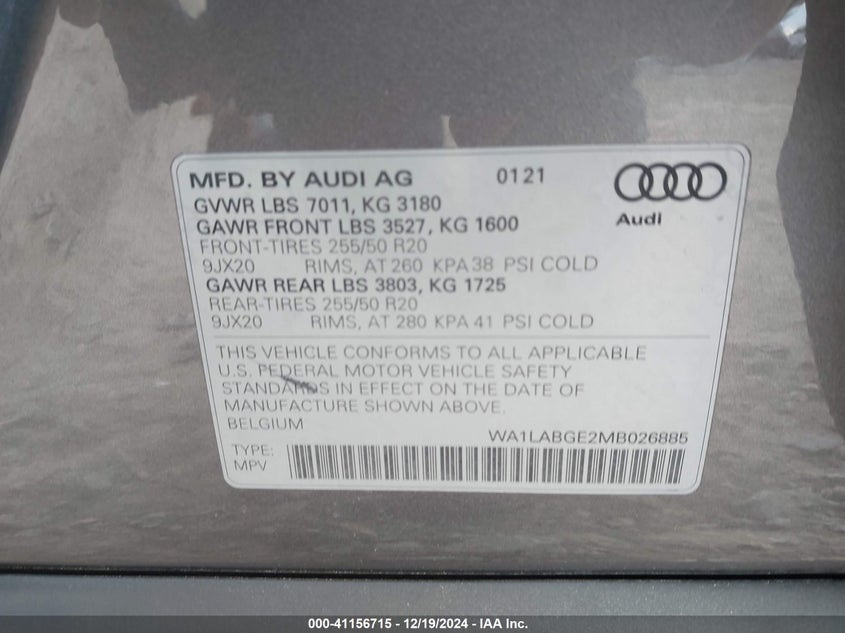 MFD. BY AUDI AG 0121
Audi
GVWR LBS 7011, KG 3180
GAWR FRONT LBS 3527, KG 1600
FRONT-TIRES 255/50 R20
9JX20 RIMS, AT 260 KPA 38 PSI COLD
GAWR REAR LBS 3803, KG 1725
REAR-TIRES 255/50 R20
9JX20 RIMS, AT 280 KPA 41 PSI COLD
THIS VEHICLE CONFORMS TO ALL APPLICABLE
U.S. FEDERAL MOTOR VEHICLE SAFETY
STANDARDS IN EFFECT ON THE DATE OF
MANUFACTURE SHOWN ABOVE.
BELGIUM
WA1LABGE2MB026885
TYPE:
MPV
000-41156715 - 12/19/2024 - IAA Inc.